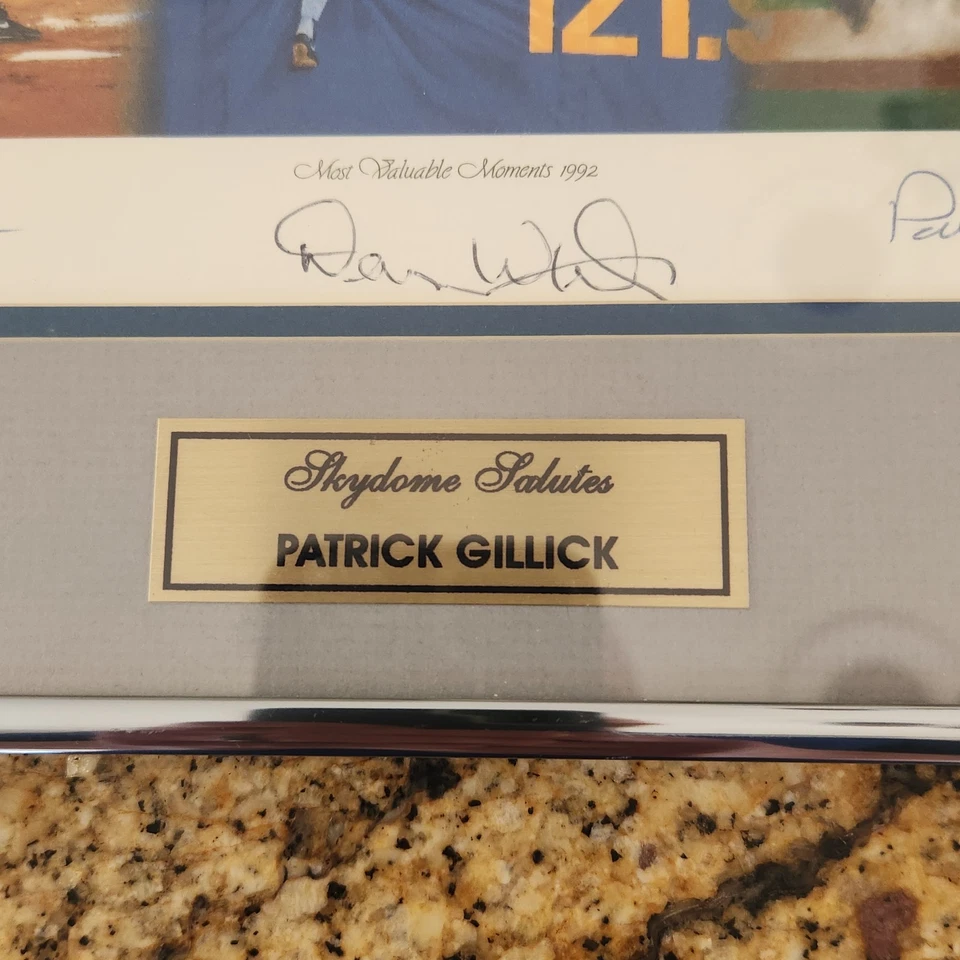 121.
Most Valuable Moments 1992
Skydome Salutes
PATRICK GILLICK